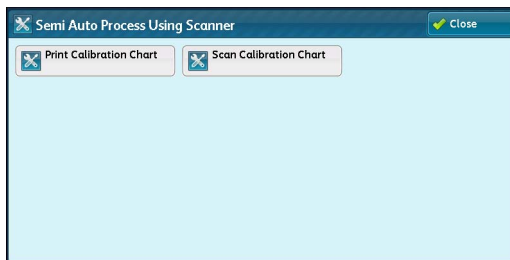 Semi Auto Process Using Scanner
Close
Print Calibration Chart
Scan Calibration Chart